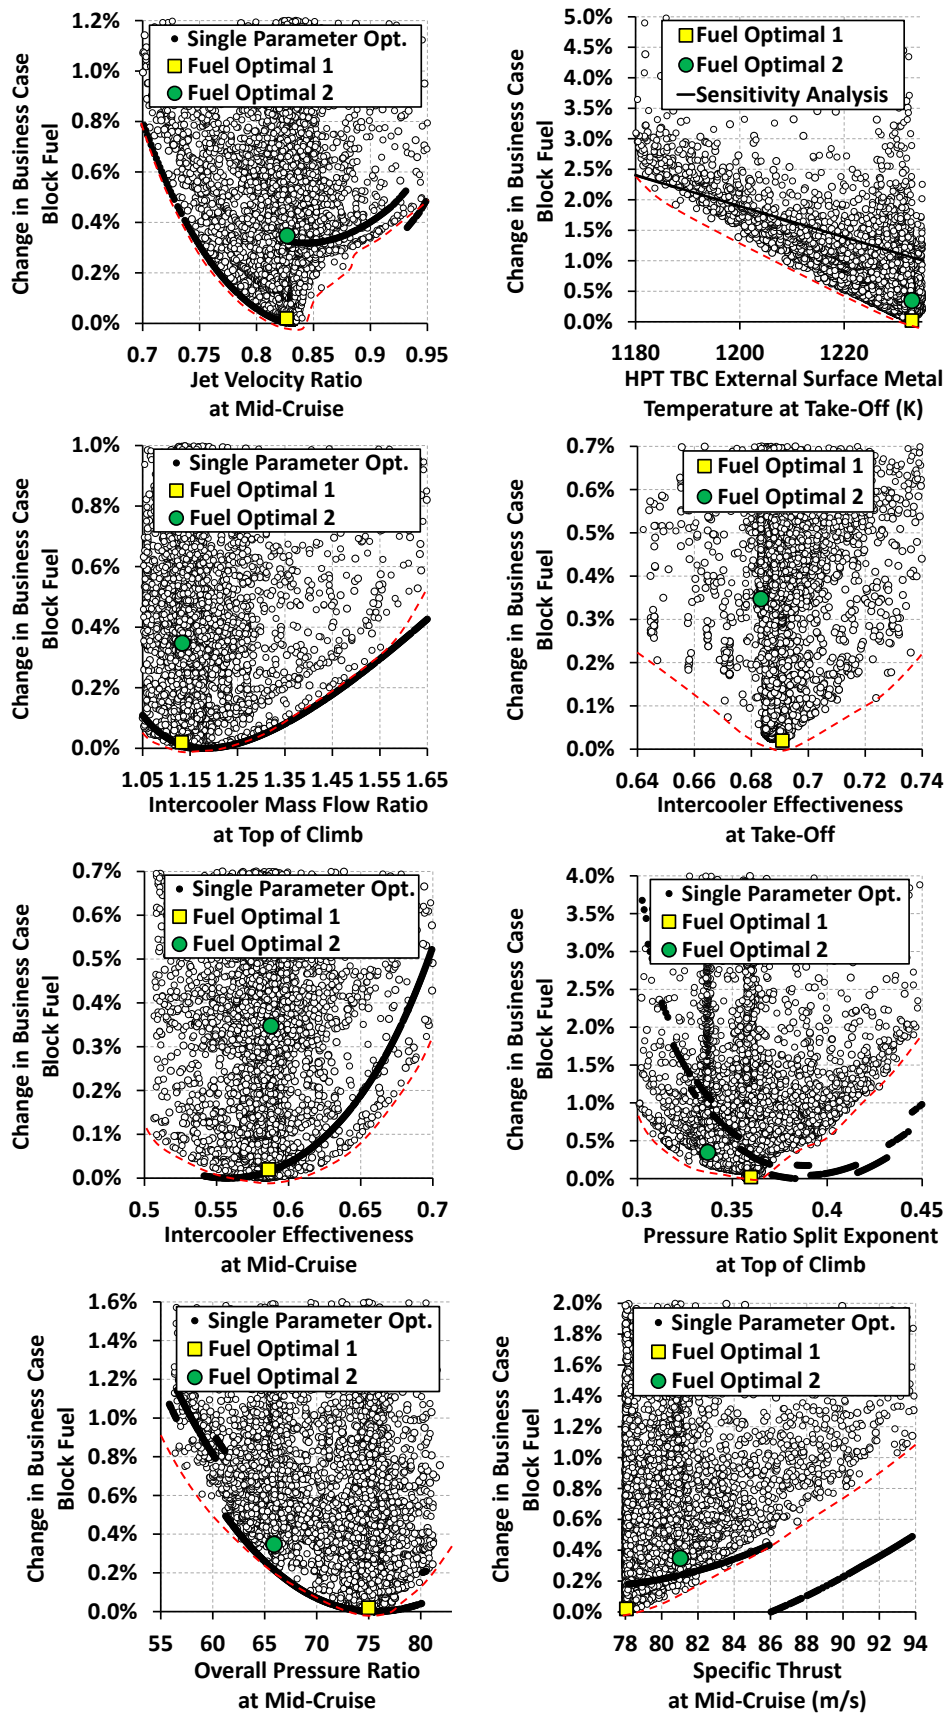 Change in Business Case
Block Fuel
1.2%
1.0%
0.8%
0.6%
0.4%
0.2%
0.0%
Single Parameter Opt.
Fuel Optimal 1
Fuel Optimal 2
0.7 0.75 0.8 0.85 0.9 0.95
Jet Velocity Ratio
at Mid-Cruise
Change in Business Case
Block Fuel
5.0%
4.5%
4.0%
3.5%
3.0%
2.5%
2.0%
1.5%
1.0%
0.5%
0.0%
Fuel Optimal 1
Fuel Optimal 2
Sensitivity Analysis
1180 1200 1220
HPT TBC External Surface Metal
Temperature at Take-Off (K)
Change in Business Case
Block Fuel
1.0%
0.8%
0.6%
0.4%
0.2%
0.0%
Single Parameter Opt.
Fuel Optimal 1
Fuel Optimal 2
1.05 1.15 1.25 1.35 1.45 1.55 1.65
Intercooler Mass Flow Ratio
at Top of Climb
Change in Business Case
Block Fuel
0.7%
0.6%
0.5%
0.4%
0.3%
0.2%
0.1%
0.0%
Fuel Optimal 1
Fuel Optimal 2
0.64 0.66 0.68 0.7 0.72 0.74
Intercooler Effectiveness
at Take-Off
Change in Business Case
Block Fuel
0.7%
0.6%
0.5%
0.4%
0.3%
0.2%
0.1%
0.0%
Single Parameter Opt.
Fuel Optimal 1
Fuel Optimal 2
0.5 0.55 0.6 0.65 0.7
Intercooler Effectiveness
at Mid-Cruise
Change in Business Case
Block Fuel
4.0%
3.5%
3.0%
2.5%
2.0%
1.5%
1.0%
0.5%
0.0%
Single Parameter Opt.
Fuel Optimal 1
Fuel Optimal 2
0.3 0.35 0.4 0.45
Pressure Ratio Split Exponent
at Top of Climb
Change in Business Case
Block Fuel
1.6%
1.4%
1.2%
1.0%
0.8%
0.6%
0.4%
0.2%
0.0%
Single Parameter Opt.
Fuel Optimal 1
Fuel Optimal 2
55 60 65 70 75 80
Overall Pressure Ratio
at Mid-Cruise
Change in Business Case
Block Fuel
2.0%
1.8%
1.6%
1.4%
1.2%
1.0%
0.8%
0.6%
0.4%
0.2%
0.0%
Single Parameter Opt.
Fuel Optimal 1
Fuel Optimal 2
78 80 82 84 86 88 90 92 94
Specific Thrust
at Mid-Cruise (m/s)